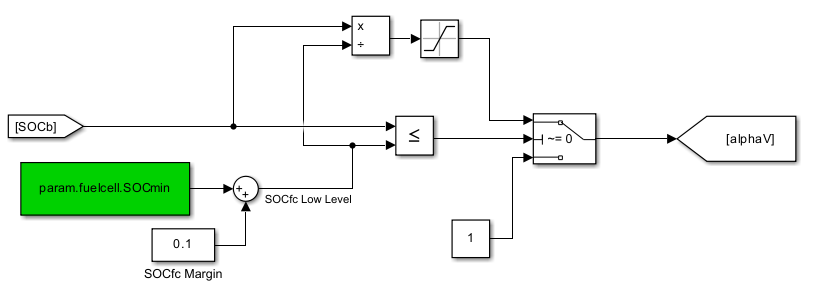 x
÷
[SOCb]
≤
~= 0
[alphaV]
param.fuelcell.SOCmin
+
+
SOCfc Low Level
0.1
1
SOCfc Margin